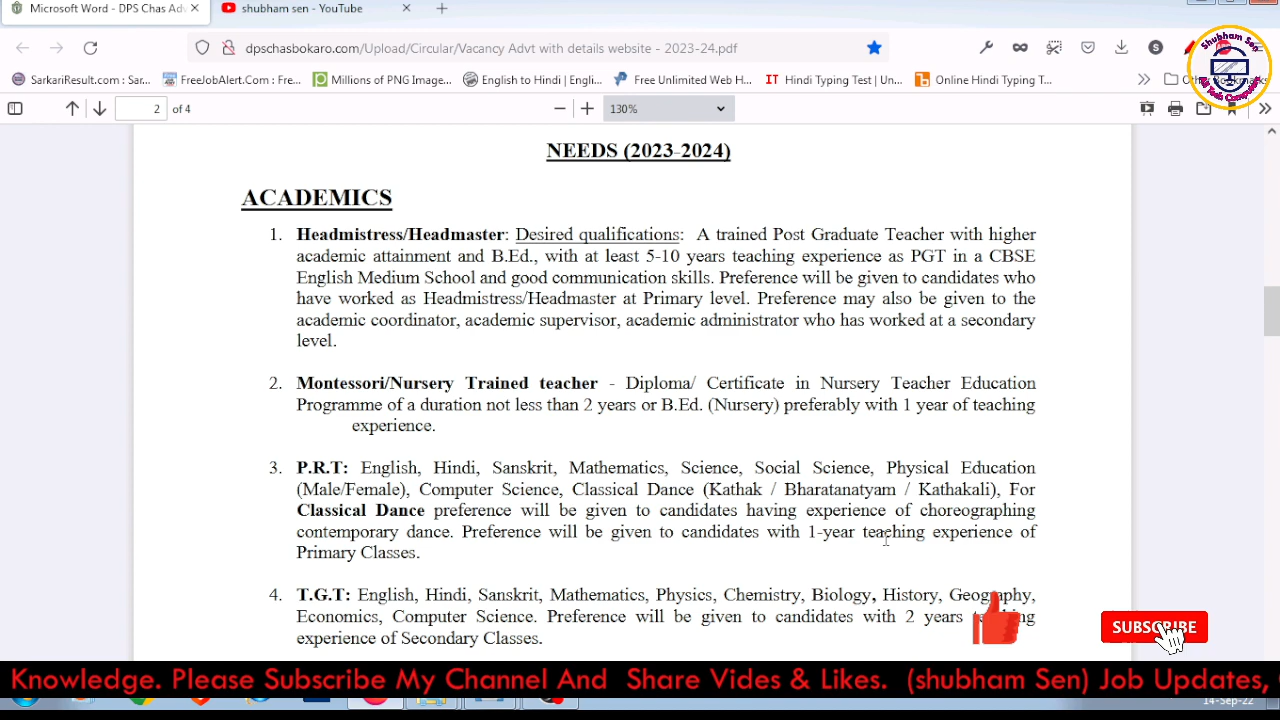 Microsoft Word - DPS Chas Adv
shubham sen - YouTube
dpschasbokaro.com/Upload/Circular/Vacancy Advt with details website - 2023-24.pdf
SarkariResult.com : Sar...
FreeJobAlert.Com : Fre...
Millions of PNG Image...
English to Hindi | Engli...
Free Unlimited Web H...
IT Hindi Typing Test | Un...
Online Hindi Typing T...
Shubham Sen
2 of 4
130%
NEEDS (2023-2024)
ACADEMICS
1. Headmistress/Headmaster: Desired qualifications: A trained Post Graduate Teacher with higher
academic attainment and B.Ed., with at least 5-10 years teaching experience as PGT in a CBSE
English Medium School and good communication skills. Preference will be given to candidates who
have worked as Headmistress/Headmaster at Primary level. Preference may also be given to the
academic coordinator, academic supervisor, academic administrator who has worked at a secondary
level.
2. Montessori/Nursery Trained teacher - Diploma/ Certificate in Nursery Teacher Education
Programme of a duration not less than 2 years or B.Ed. (Nursery) preferably with 1 year of teaching
experience.
3. P.R.T: English, Hindi, Sanskrit, Mathematics, Science, Social Science, Physical Education
(Male/Female), Computer Science, Classical Dance (Kathak / Bharatanatyam / Kathakali), For
Classical Dance preference will be given to candidates having experience of choreographing
contemporary dance. Preference will be given to candidates with 1-year teaching experience of
Primary Classes.
4. T.G.T: English, Hindi, Sanskrit, Mathematics, Physics, Chemistry, Biology, History, Geography,
Economics, Computer Science. Preference will be given to candidates with 2 years teaching
experience of Secondary Classes.
SUBSCRIBE
Knowledge. Please Subscribe My Channel And Share Videos & Likes. (shubham Sen) Job Updates,
14-Sep-22